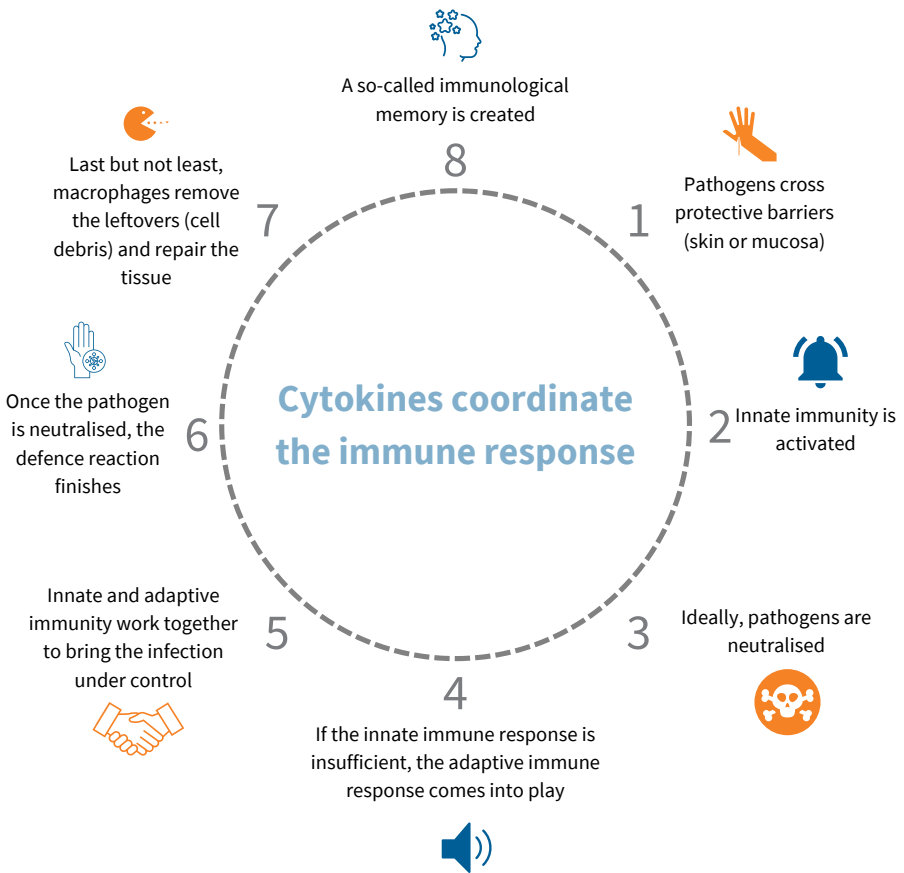 Cytokines coordinate
the immune response
1
Pathogens cross
protective barriers
(skin or mucosa)
2
Innate immunity is
activated
3
Ideally, pathogens are
neutralised
4
If the innate immune response is
insufficient, the adaptive immune
response comes into play
5
Innate and adaptive
immunity work together
to bring the infection
under control
6
Once the pathogen
is neutralised, the
defence reaction
finishes
7
Last but not least,
macrophages remove
the leftovers (cell
debris) and repair the
tissue
8
A so-called immunological
memory is created